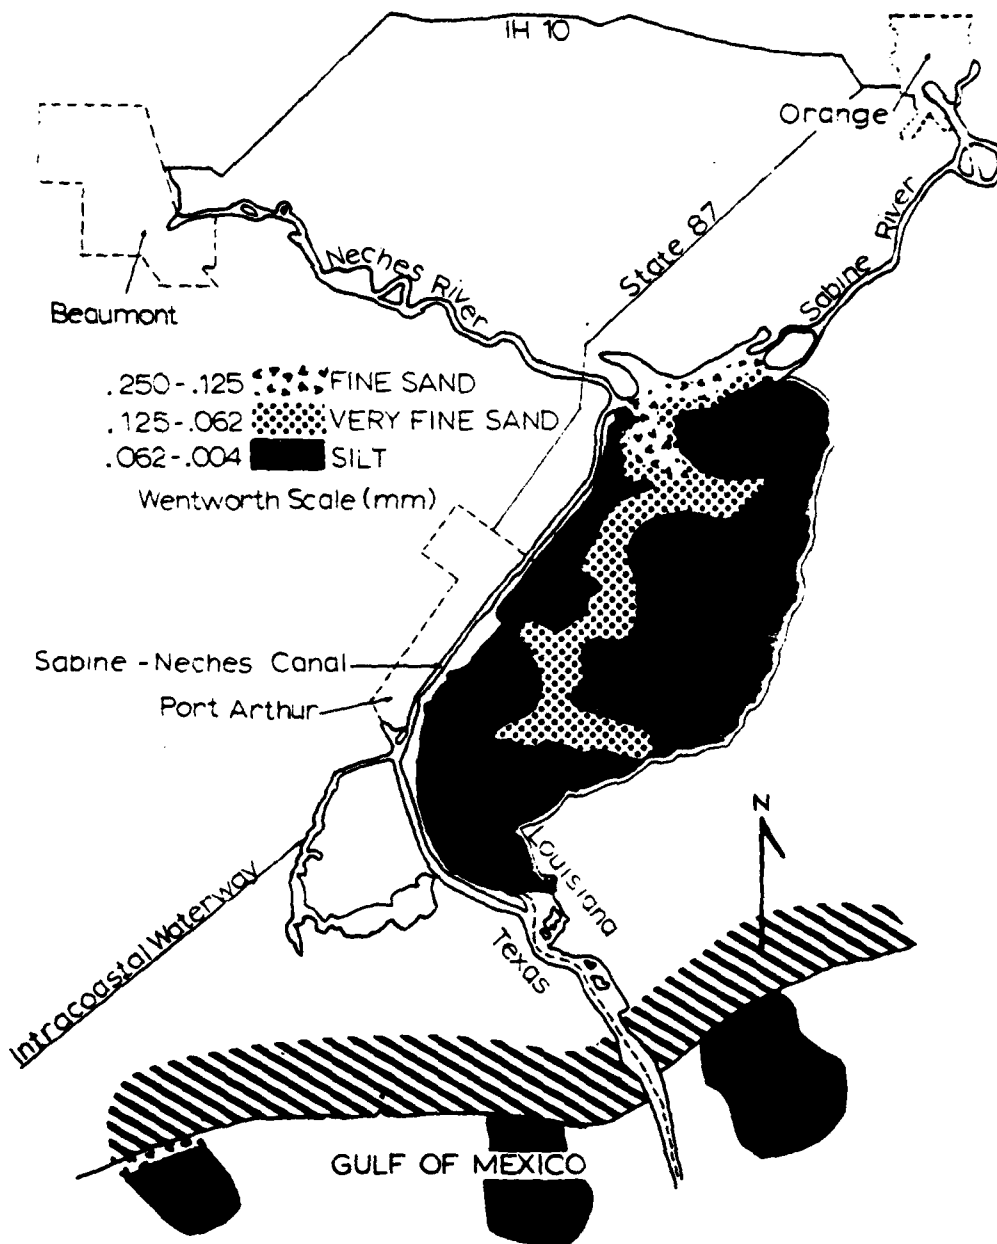 IH 10
Orange
Neches River
State 87
Sabine River
Beaumont
.250-.125 FINE SAND
.125-.062 VERY FINE SAND
.062-.004 SILT
Wentworth Scale (mm)
Sabine-Neches Canal
Port Arthur
N
Louisiana
Texas
Intracoastal Waterway
GULF OF MEXICO